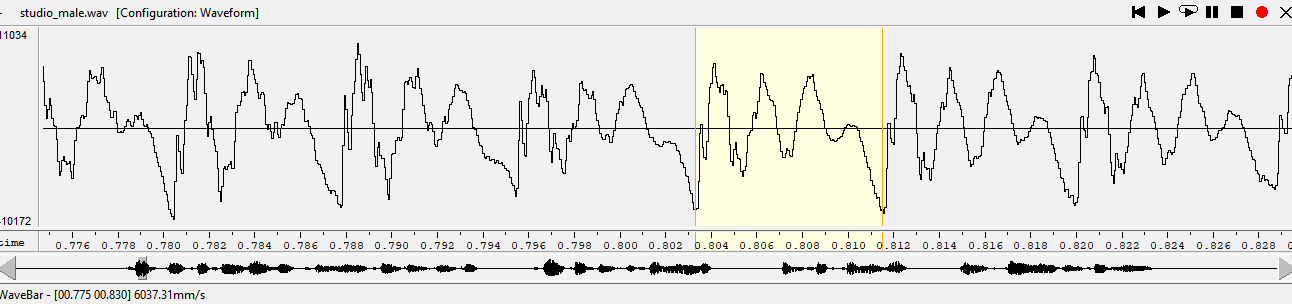 studio_male.wav [Configuration: Waveform]
11034
-10172
time 0.776 0.778 0.780 0.782 0.784 0.786 0.788 0.790 0.792 0.794 0.796 0.798 0.800 0.802 0.804 0.806 0.808 0.810 0.812 0.814 0.816 0.818 0.820 0.822 0.824 0.826 0.828
WaveBar - [00.775 00.830] 6037.31mm/s